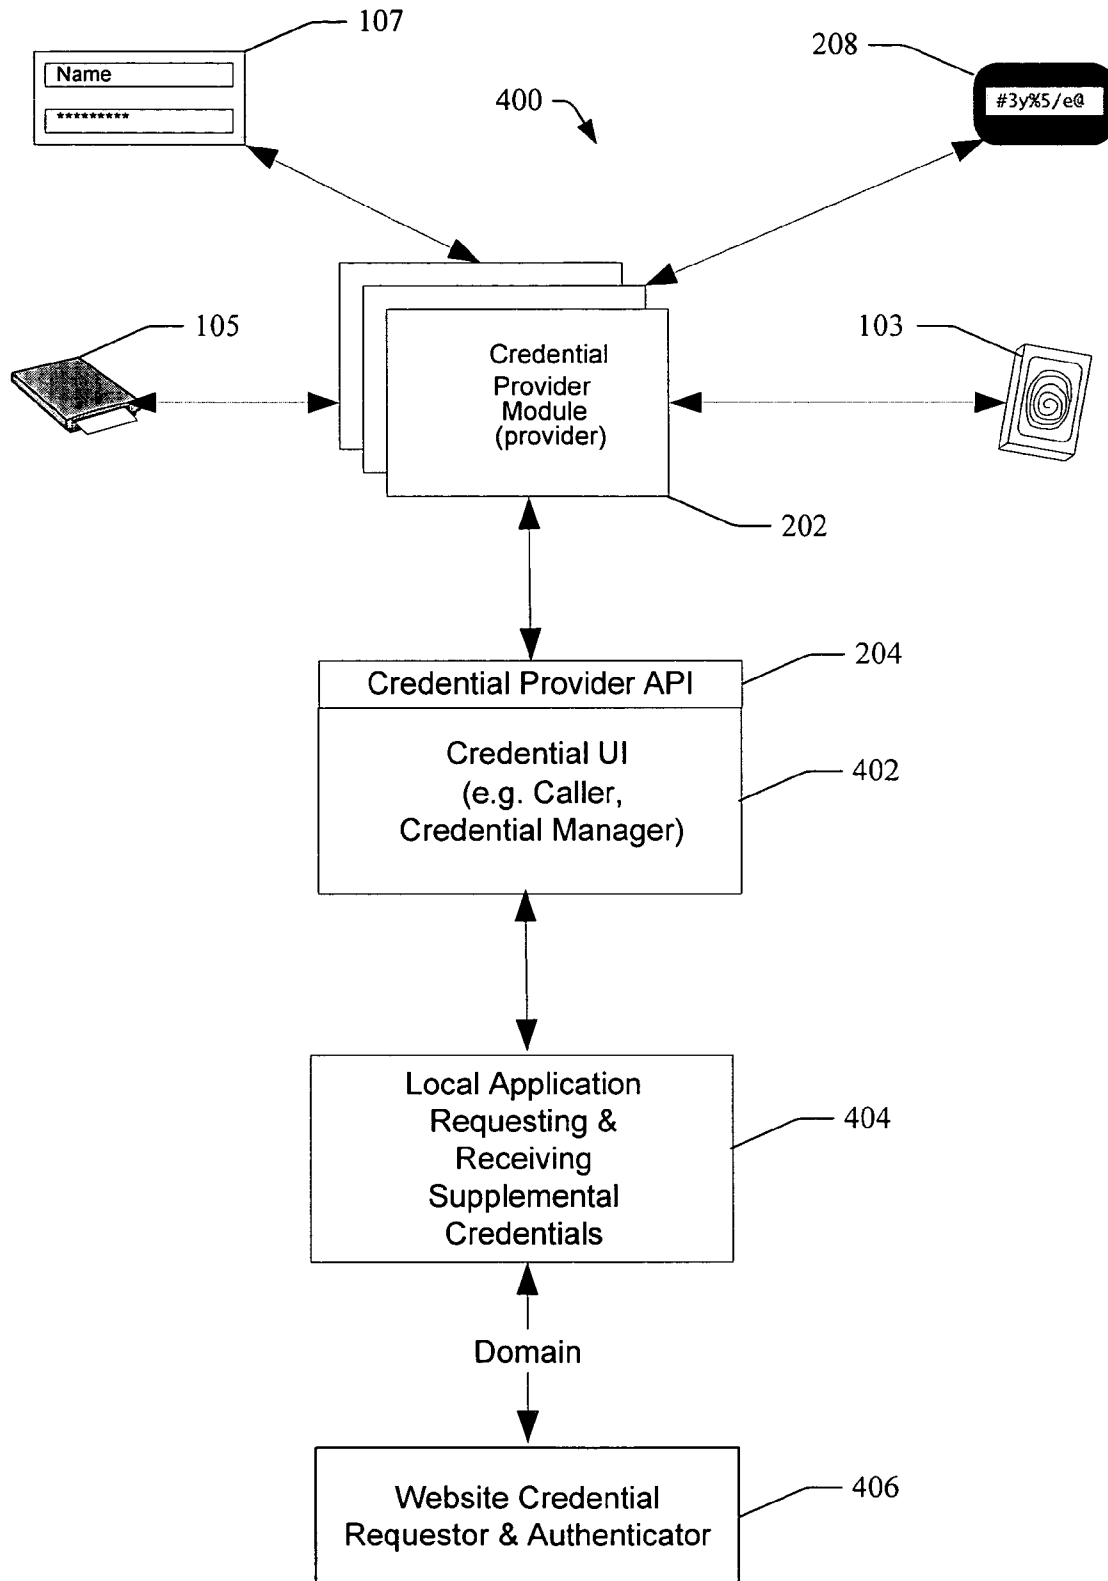 107
Name
*********
400
208
#3y%5/e@
105
103
Credential
Provider
Module
(provider)
202
204
Credential Provider API
Credential UI
(e.g. Caller,
Credential Manager)
402
Local Application
Requesting &
Receiving
Supplemental
Credentials
404
Domain
Website Credential
Requestor & Authenticator
406